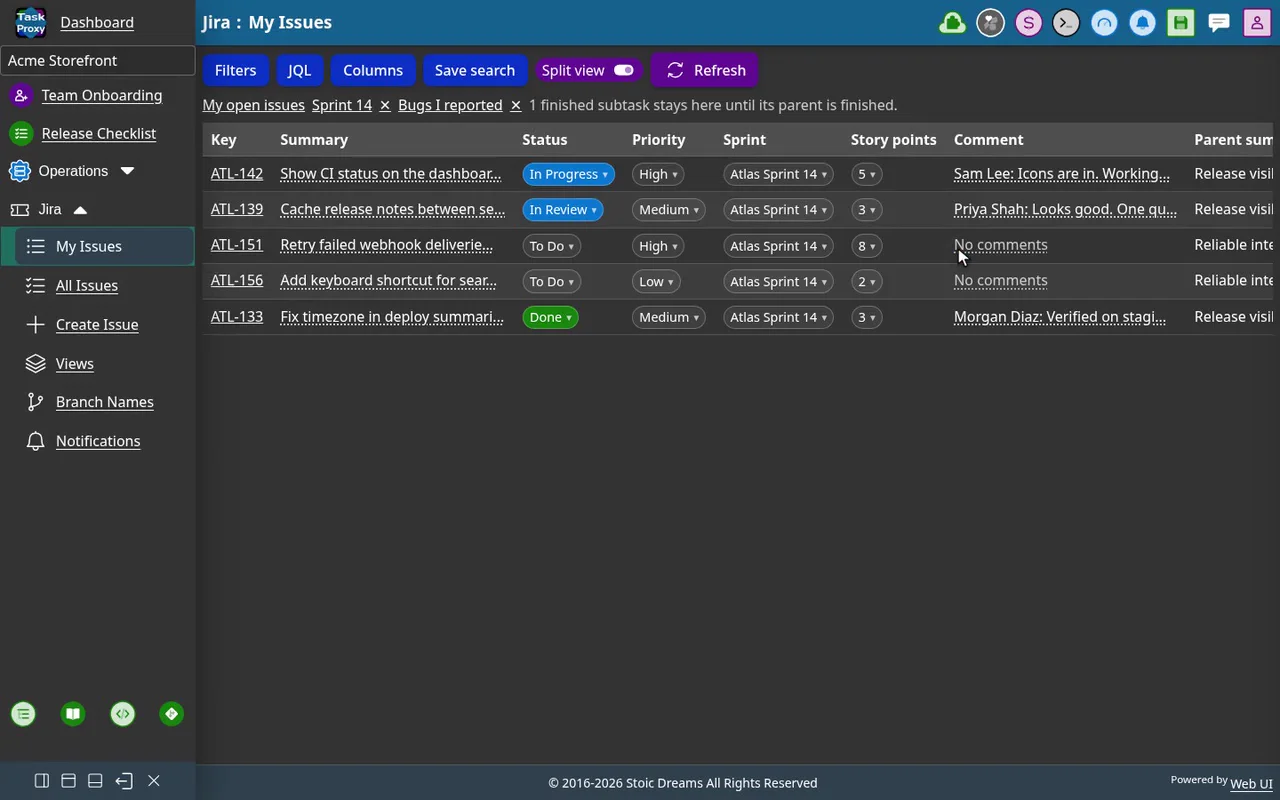 Task Proxy Dashboard
Jira : My Issues
S
Acme Storefront
Team Onboarding
Release Checklist
Operations
Jira
My Issues
All Issues
Create Issue
Views
Branch Names
Notifications
Filters JQL Columns Save search Split view Refresh
My open issues Sprint 14 × Bugs I reported × 1 finished subtask stays here until its parent is finished.
Key Summary Status Priority Sprint Story points Comment Parent sum
ATL-142 Show CI status on the dashboar... In Progress High Atlas Sprint 14 5 Sam Lee: Icons are in. Working... Release visil
ATL-139 Cache release notes between se... In Review Medium Atlas Sprint 14 3 Priya Shah: Looks good. One qu... Release visil
ATL-151 Retry failed webhook deliverie... To Do High Atlas Sprint 14 8 No comments Reliable inte
ATL-156 Add keyboard shortcut for sear... To Do Low Atlas Sprint 14 2 No comments Reliable inte
ATL-133 Fix timezone in deploy summari... Done Medium Atlas Sprint 14 3 Morgan Diaz: Verified on stagi... Release visil
© 2016-2026 Stoic Dreams All Rights Reserved
Powered by Web UI